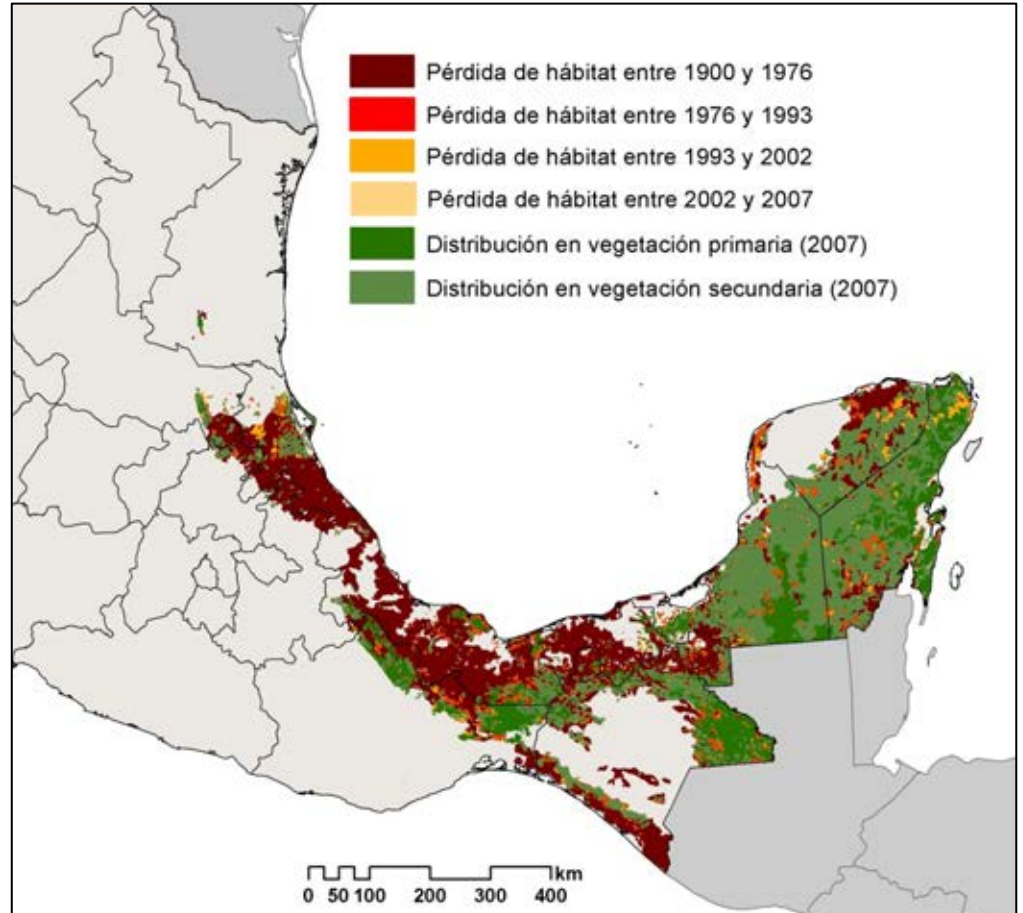 Pérdida de hábitat entre 1900 y 1976
Pérdida de hábitat entre 1976 y 1993
Pérdida de hábitat entre 1993 y 2002
Pérdida de hábitat entre 2002 y 2007
Distribución en vegetación primaria (2007)
Distribución en vegetación secundaria (2007)
km
0 50 100 200 300 400